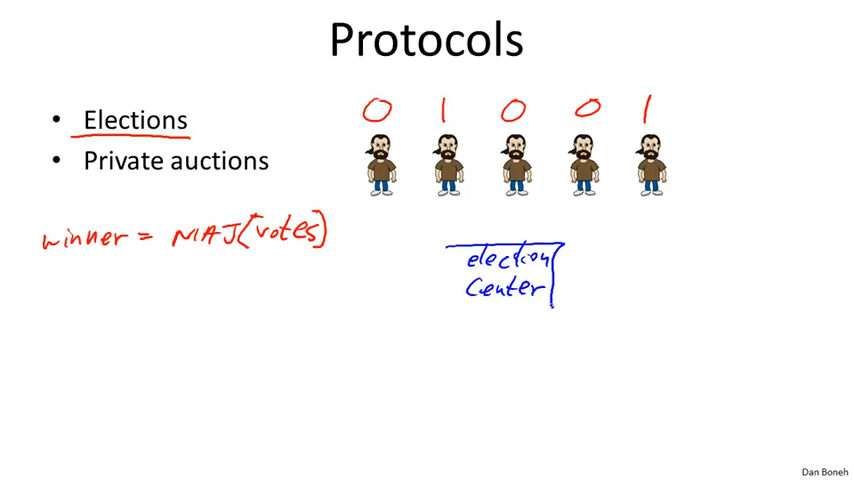 Protocols
0 1 0 0 1
• Elections
• Private auctions
winner = MAJ(votes)
election
Center
Dan Boneh